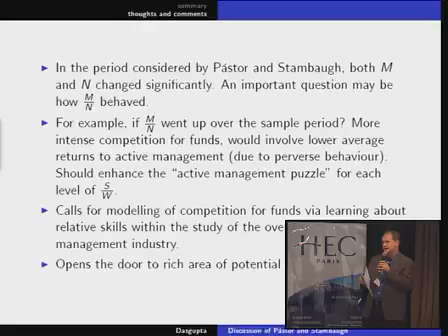 summary
thoughts and comments
In the period considered by Pástor and Stambaugh, both M
and N changed significantly. An important question may be
how M/N behaved.
For example, if M/N went up over the sample period? More
intense competition for funds, would involve lower average
returns to active management (due to perverse behaviour).
Should enhance the "active management puzzle" for each
level of S/W.
Calls for modelling of competition for funds via learning about
relative skills within the study of the
management industry.
Opens the door to rich area of potential
HEC
PARIS
Dasgupta
Discussion of Pástor and Stambaugh